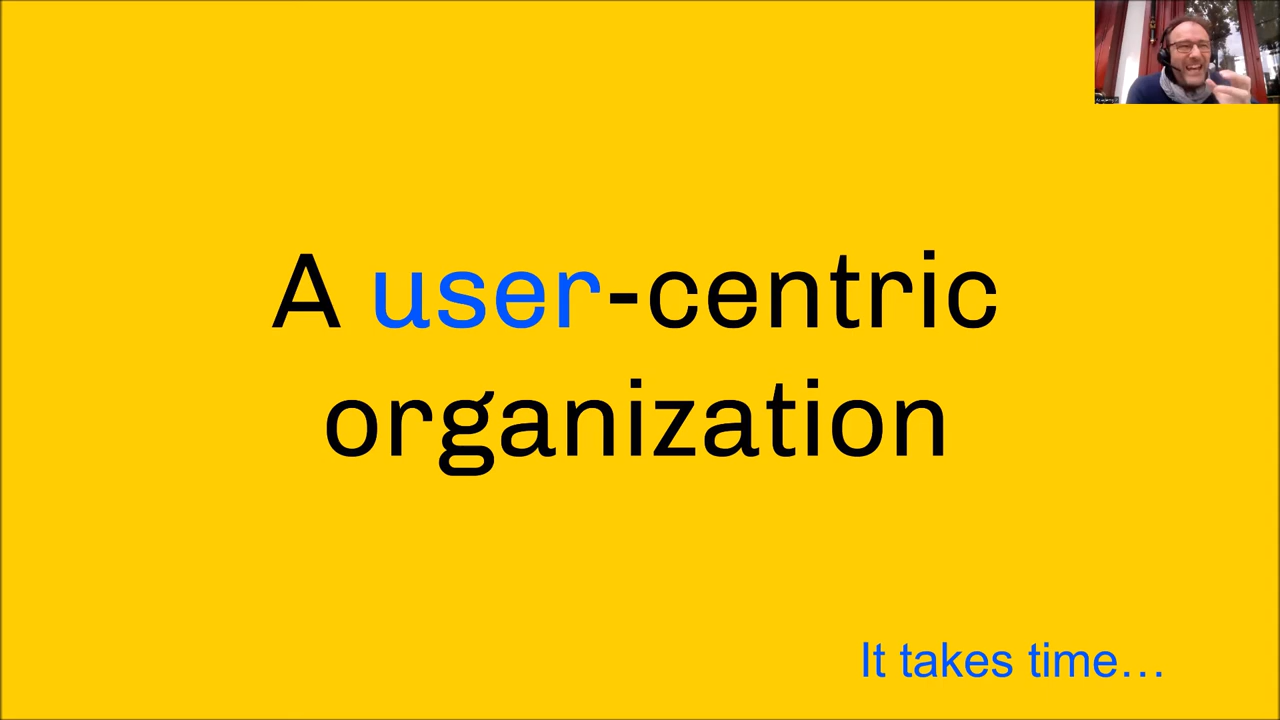 A user-centric
organization
It takes time…